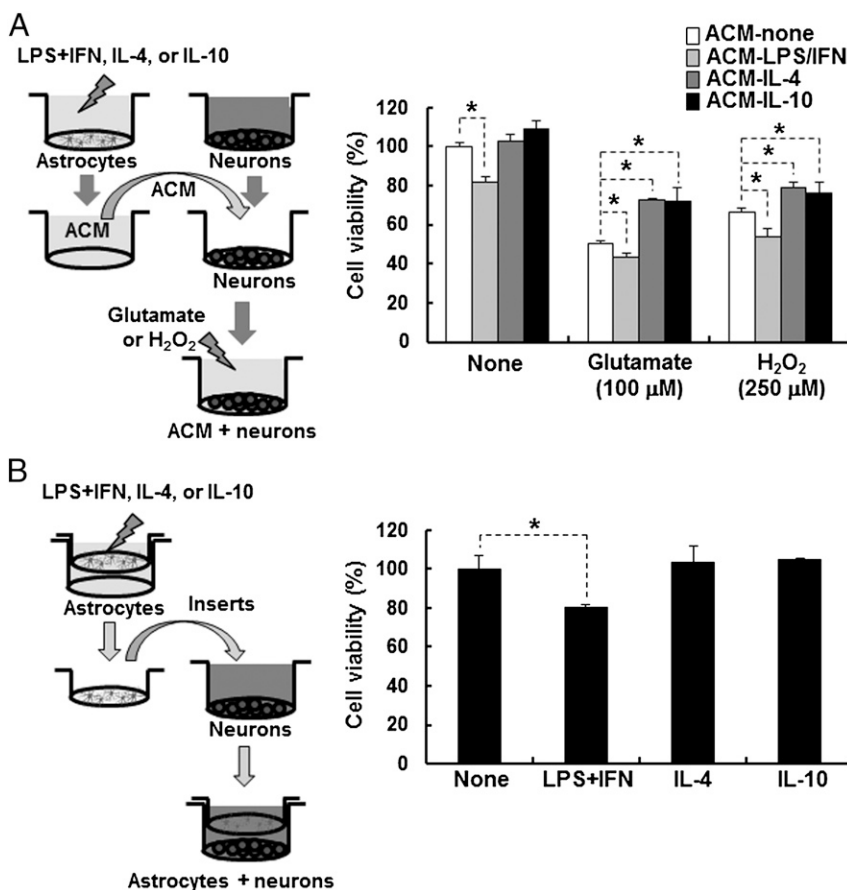 A
LPS+IFN, IL-4, or IL-10
Astrocytes
Neurons
ACM
ACM
Neurons
Glutamate
or H₂O₂
ACM + neurons
ACM-none
ACM-LPS/IFN
ACM-IL-4
ACM-IL-10
Cell viability (%)
120
100
80
60
40
20
0
*
*
*
*
*
*
*
None
Glutamate
(100 µM)
H₂O₂
(250 µM)
B
LPS+IFN, IL-4, or IL-10
Astrocytes
Inserts
Neurons
Astrocytes + neurons
Cell viability (%)
120
100
80
60
40
20
0
*
None
LPS+IFN
IL-4
IL-10